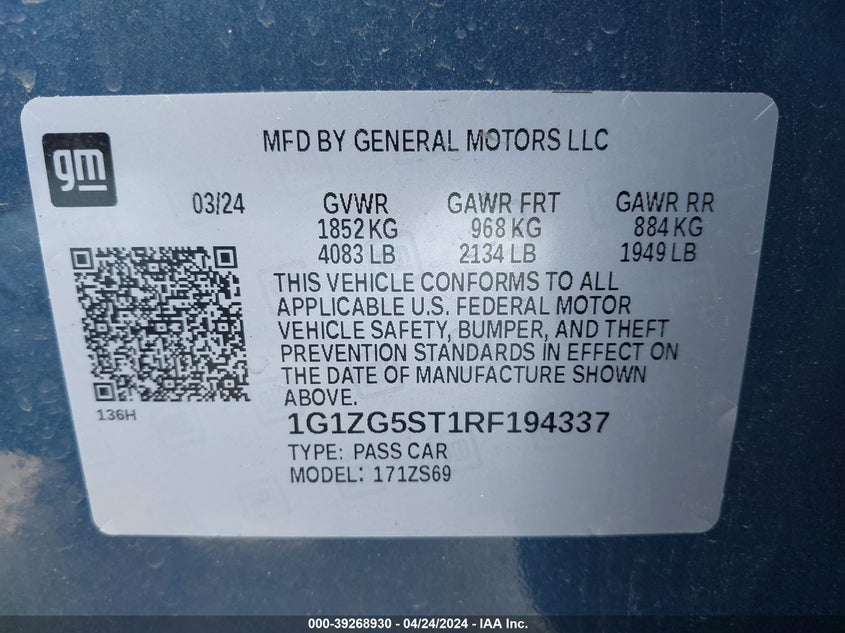 gm
MFD BY GENERAL MOTORS LLC
03/24 GVWR GAWR FRT GAWR RR
1852 KG 968 KG 884 KG
4083 LB 2134 LB 1949 LB
THIS VEHICLE CONFORMS TO ALL
APPLICABLE U.S. FEDERAL MOTOR
VEHICLE SAFETY, BUMPER, AND THEFT
PREVENTION STANDARDS IN EFFECT ON
THE DATE OF MANUFACTURE SHOWN
ABOVE.
136H
1G1ZG5ST1RF194337
TYPE: PASS CAR
MODEL: 171ZS69
000-39268930 - 04/24/2024 - IAA Inc.